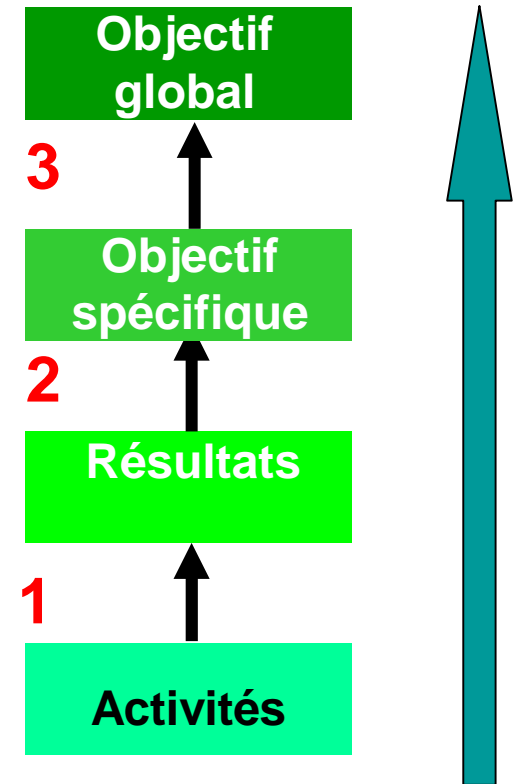 Objectif
global
3
Objectif
spécifique
2
Résultats
1
Activités